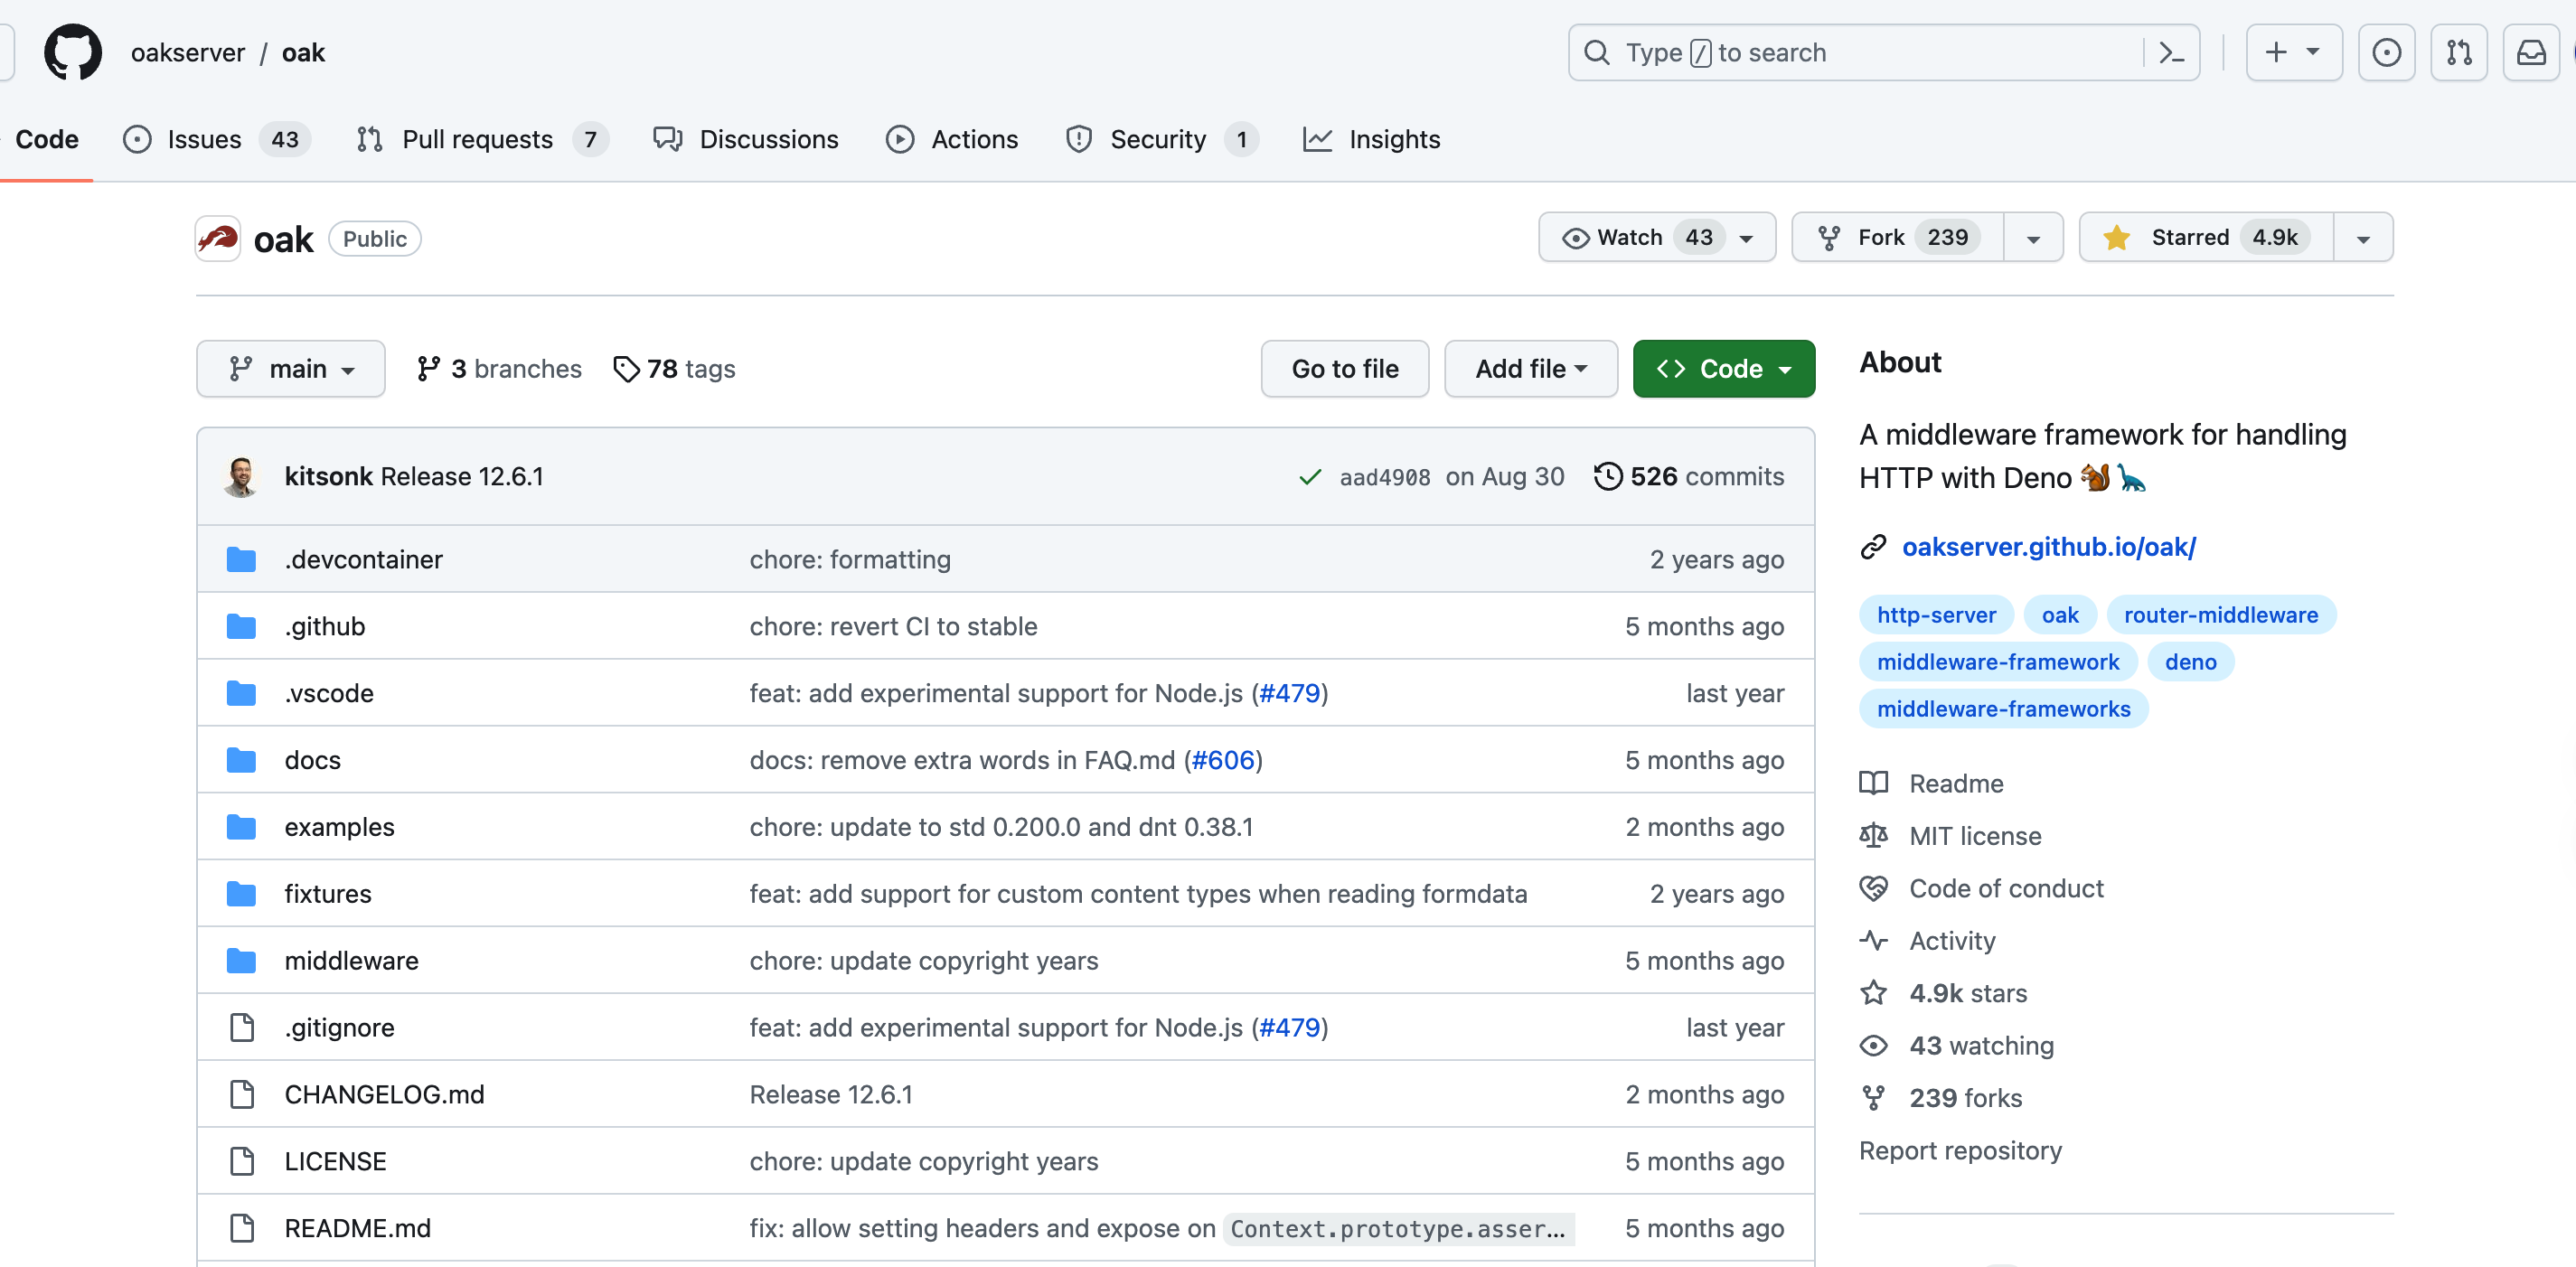 oakserver / oak
Type / to search
Code
Issues 43
Pull requests 7
Discussions
Actions
Security 1
Insights
oak Public
Watch 43
Fork 239
Starred 4.9k
main
3 branches
78 tags
Go to file
Add file
Code
kitsonk Release 12.6.1
aad4908 on Aug 30
526 commits
.devcontainer chore: formatting 2 years ago
.github chore: revert CI to stable 5 months ago
.vscode feat: add experimental support for Node.js (#479) last year
docs docs: remove extra words in FAQ.md (#606) 5 months ago
examples chore: update to std 0.200.0 and dnt 0.38.1 2 months ago
fixtures feat: add support for custom content types when reading formdata 2 years ago
middleware chore: update copyright years 5 months ago
.gitignore feat: add experimental support for Node.js (#479) last year
CHANGELOG.md Release 12.6.1 2 months ago
LICENSE chore: update copyright years 5 months ago
README.md fix: allow setting headers and expose on Context.prototype.asser... 5 months ago
About
A middleware framework for handling
HTTP with Deno 🐿️🦕
oakserver.github.io/oak/
http-server oak router-middleware
middleware-framework deno
middleware-frameworks
Readme
MIT license
Code of conduct
Activity
4.9k stars
43 watching
239 forks
Report repository